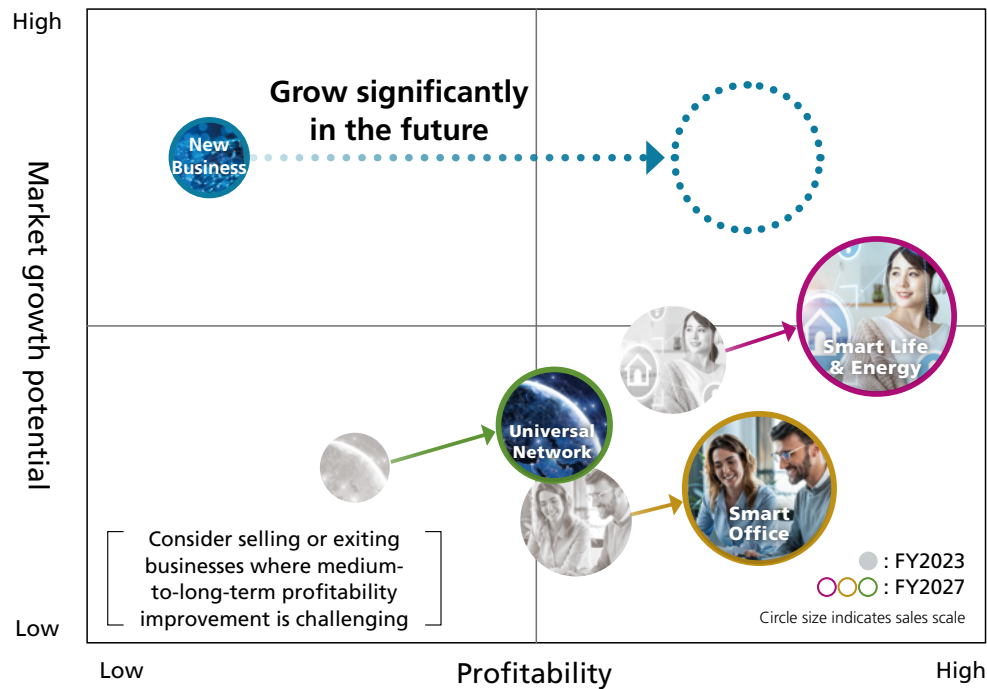 High
Grow significantly
in the future
New
Business
Market growth potential
Smart Life
& Energy
Universal
Network
Smart
Office
Consider selling or exiting
businesses where medium-
to-long-term profitability
improvement is challenging
: FY2023
: FY2027
Circle size indicates sales scale
Low
Low
Profitability
High